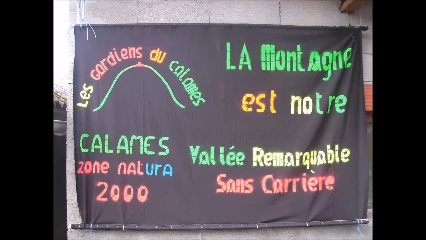 Les Gardiens du calames
CALAMES
zone natura
2000
LA Montagne
est notre
Vallée Remarquable
Sans Carrière